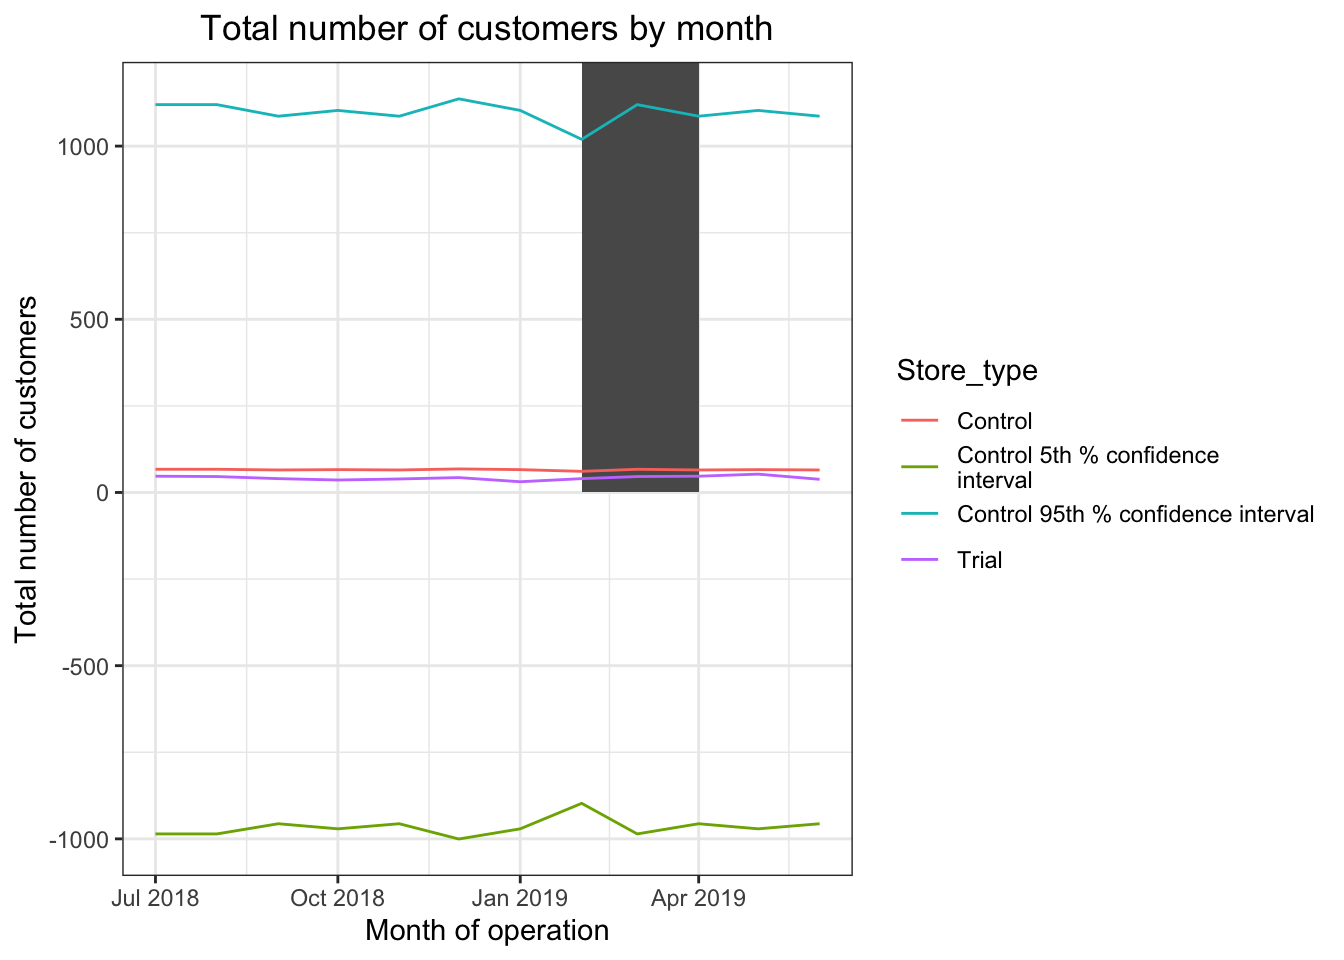 Total number of customers by month
Total number of customers
1000
500
0
-500
-1000
Jul 2018 Oct 2018 Jan 2019 Apr 2019
Month of operation
Store_type
Control
Control 5th % confidence
interval
Control 95th % confidence interval
Trial